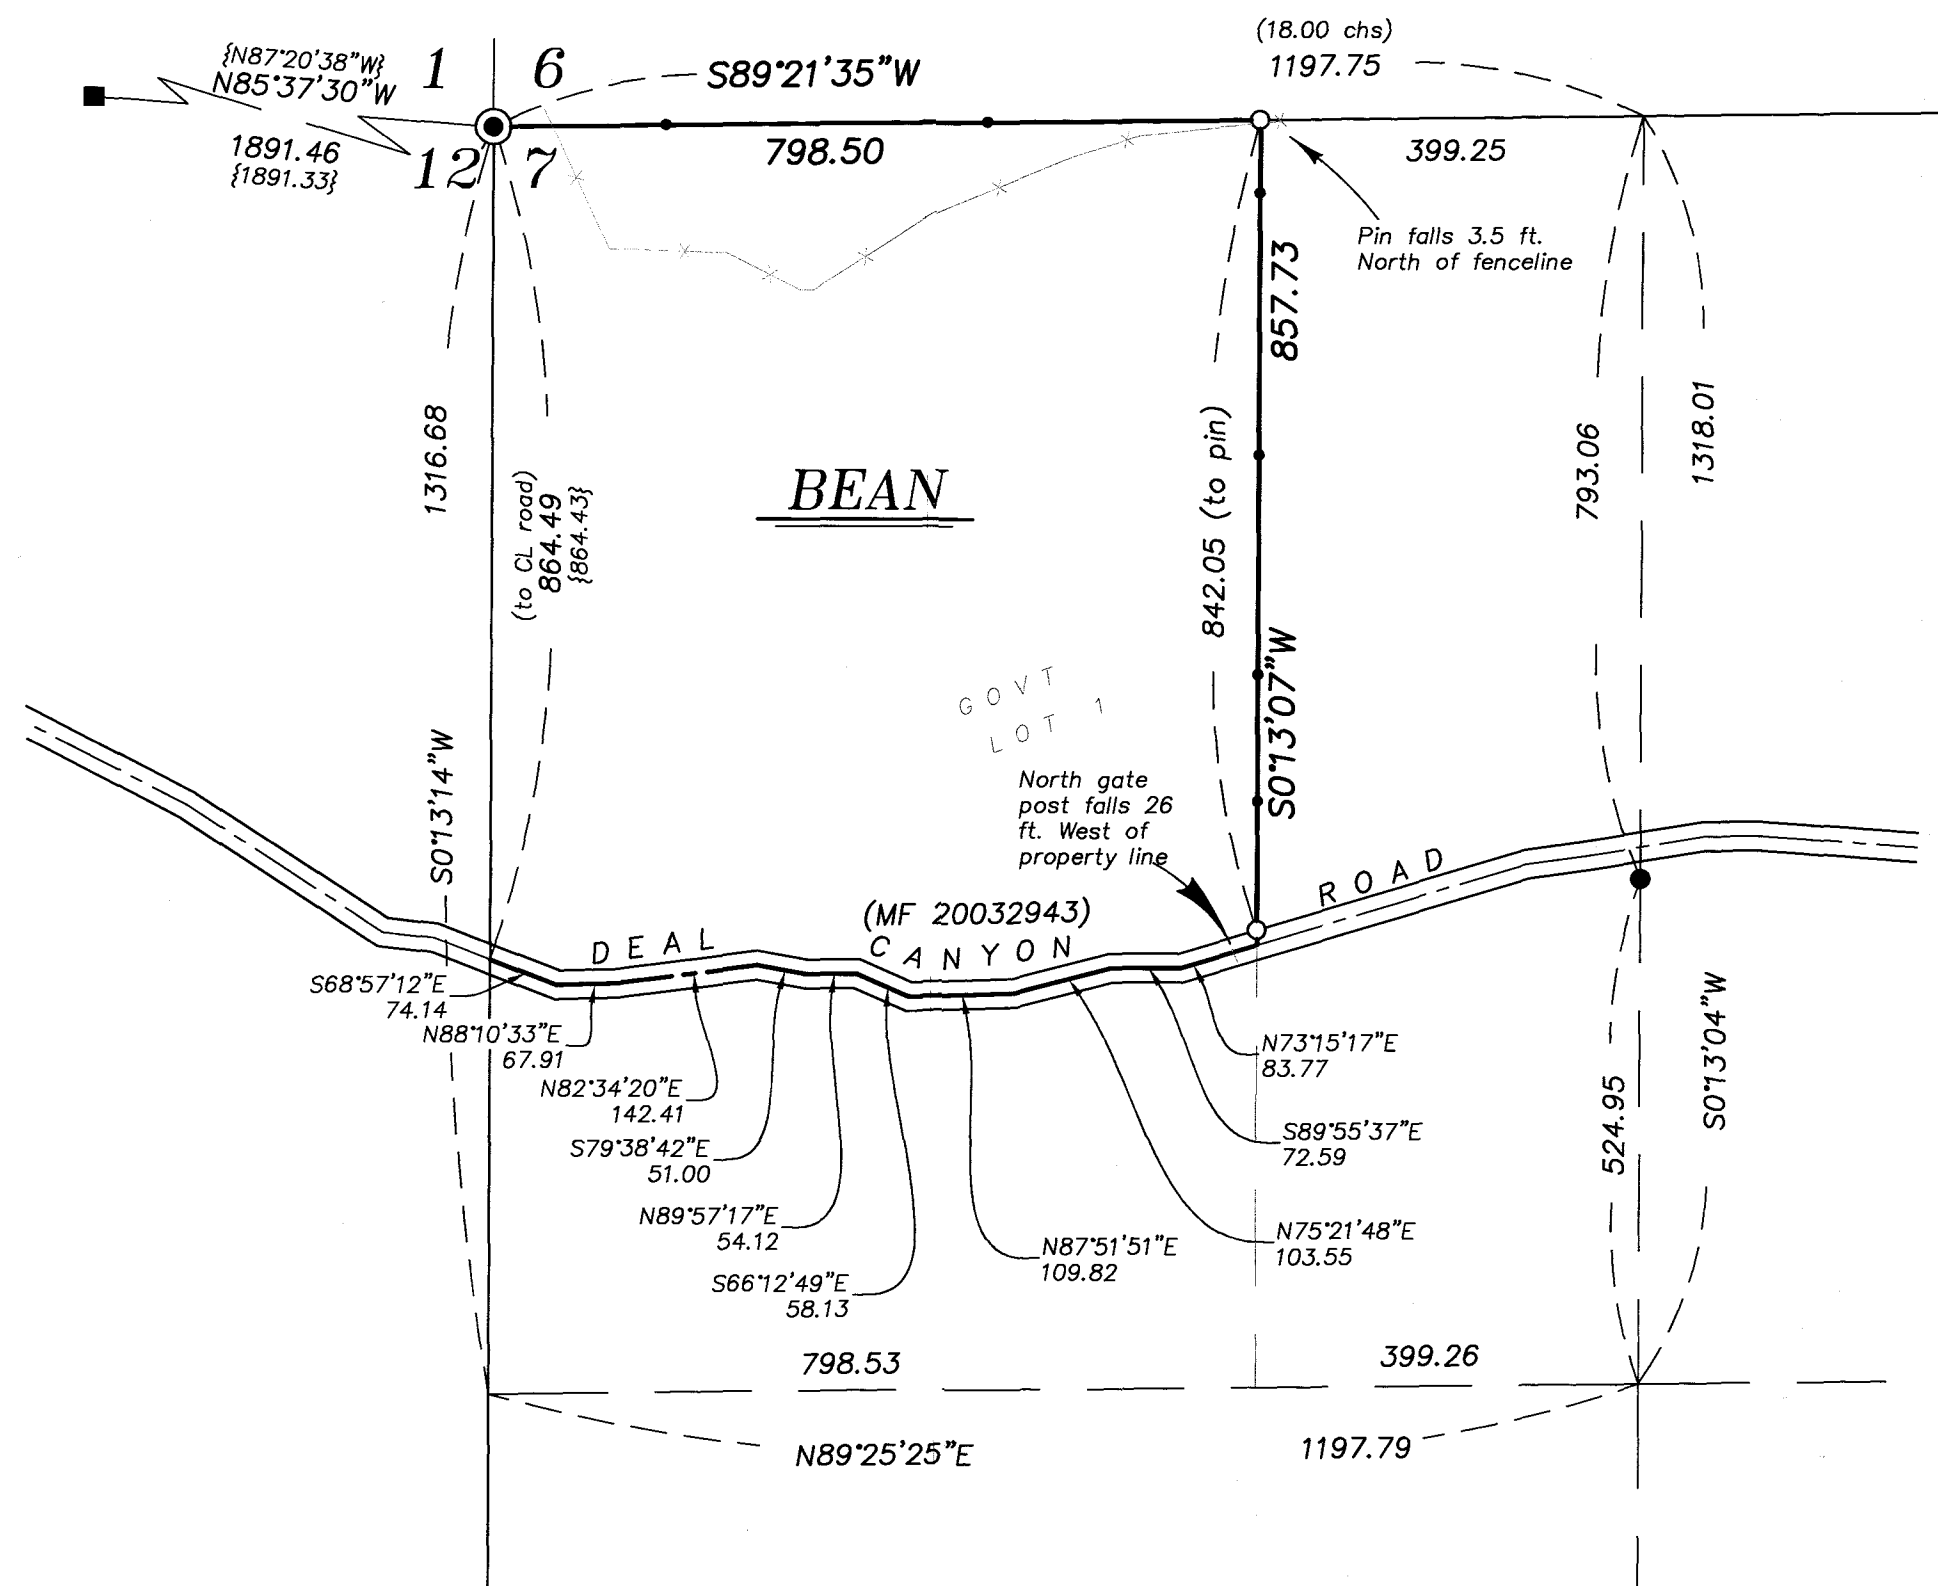 (18.00 chs)
1197.75
{N87°20'38"W}
N85°37'30"W
1891.46
{1891.33}
1
6
12
7
S89°21'35"W
798.50
399.25
Pin falls 3.5 ft.
North of fenceline
857.73
S0°13'07"W
842.05 (to pin)
1316.68
S0°13'14"W
(to CL road)
864.49
{864.43}
BEAN
793.06
1318.01
GOVT
LOT 1
North gate
post falls 26
ft. West of
property line
(MF 20032943)
DEAL CANYON ROAD
S68°57'12"E
74.14
N88°10'33"E
67.91
N82°34'20"E
142.41
S79°38'42"E
51.00
N89°57'17"E
54.12
S66°12'49"E
58.13
N87°51'51"E
109.82
N75°21'48"E
103.55
S89°55'37"E
72.59
N73°15'17"E
83.77
524.95
S0°13'04"W
798.53
399.26
N89°25'25"E
1197.79